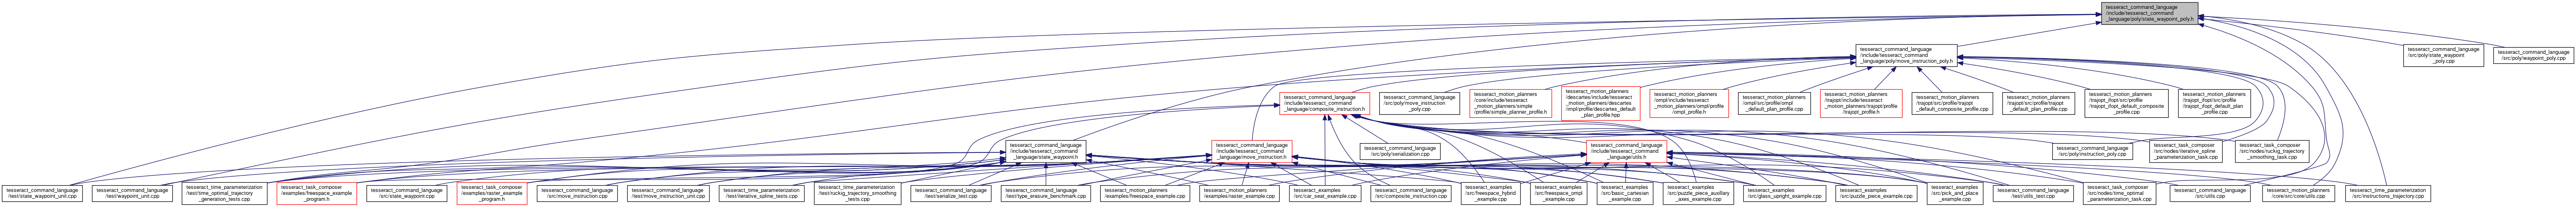 tesseract_command_language
/include/tesseract_command
_language/poly/state_waypoint_poly.h
tesseract_command_language
/include/tesseract_command
_language/poly/move_instruction_poly.h
tesseract_command_language
/src/poly/state_waypoint
_poly.cpp
tesseract_command_language
/src/poly/waypoint_poly.cpp
tesseract_command_language
/include/tesseract_command
_language/composite_instruction.h
tesseract_command_language
/src/poly/move_instruction
_poly.cpp
tesseract_motion_planners
/core/include/tesseract
_motion_planners/simple
/profile/simple_planner_profile.h
tesseract_motion_planners
/descartes/include/tesseract
_motion_planners/descartes
/impl/profile/descartes_default
_plan_profile.hpp
tesseract_motion_planners
/ompl/include/tesseract
_motion_planners/ompl/profile
/ompl_profile.h
tesseract_motion_planners
/ompl/src/profile/ompl
_default_plan_profile.cpp
tesseract_motion_planners
/trajopt/include/tesseract
_motion_planners/trajopt/profile
/trajopt_profile.h
tesseract_motion_planners
/trajopt/src/profile/trajopt
_default_composite_profile.cpp
tesseract_motion_planners
/trajopt/src/profile/trajopt
_default_plan_profile.cpp
tesseract_motion_planners
/trajopt_ifopt/src/profile
/trajopt_ifopt_default_composite
_profile.cpp
tesseract_motion_planners
/trajopt_ifopt/src/profile
/trajopt_ifopt_default_plan
_profile.cpp
tesseract_command_language
/include/tesseract_command
_language/state_waypoint.h
tesseract_command_language
/include/tesseract_command
_language/move_instruction.h
tesseract_command_language
/src/poly/serialization.cpp
tesseract_command_language
/include/tesseract_command
_language/utils.h
tesseract_command_language
/src/poly/instruction_poly.cpp
tesseract_task_composer
/src/nodes/iterative_spline
_parameterization_task.cpp
tesseract_task_composer
/src/nodes/ruckig_trajectory
_smoothing_task.cpp
tesseract_command_language
/test/state_waypoint_unit.cpp
tesseract_command_language
/test/waypoint_unit.cpp
tesseract_time_parameterization
/test/time_optimal_trajectory
_generation_tests.cpp
tesseract_task_composer
/examples/freespace_example
_program.h
tesseract_command_language
/src/state_waypoint.cpp
tesseract_task_composer
/examples/raster_example
_program.h
tesseract_command_language
/src/move_instruction.cpp
tesseract_command_language
/test/move_instruction_unit.cpp
tesseract_time_parameterization
/test/iterative_spline_tests.cpp
tesseract_time_parameterization
/test/ruckig_trajectory_smoothing
_tests.cpp
tesseract_command_language
/test/serialize_test.cpp
tesseract_command_language
/test/type_erasure_benchmark.cpp
tesseract_motion_planners
/examples/freespace_example.cpp
tesseract_motion_planners
/examples/raster_example.cpp
tesseract_examples
/src/car_seat_example.cpp
tesseract_command_language
/src/composite_instruction.cpp
tesseract_examples
/src/freespace_hybrid
_example.cpp
tesseract_examples
/src/freespace_ompl
_example.cpp
tesseract_examples
/src/basic_cartesian
_example.cpp
tesseract_examples
/src/puzzle_piece_auxillary
_axes_example.cpp
tesseract_examples
/src/glass_upright_example.cpp
tesseract_examples
/src/puzzle_piece_example.cpp
tesseract_examples
/src/pick_and_place
_example.cpp
tesseract_command_language
/test/utils_test.cpp
tesseract_task_composer
/src/nodes/time_optimal
_parameterization_task.cpp
tesseract_command_language
/src/utils.cpp
tesseract_motion_planners
/core/src/core/utils.cpp
tesseract_time_parameterization
/src/instructions_trajectory.cpp